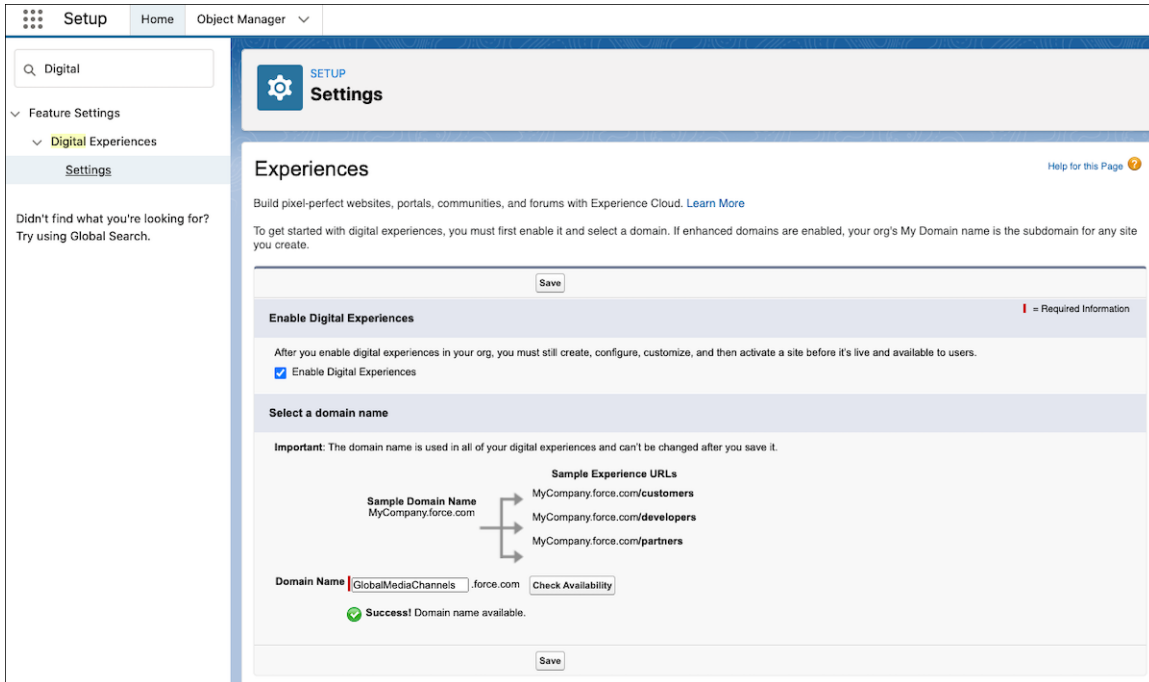 Setup
Home
Object Manager
Digital
Feature Settings
Digital Experiences
Settings
Didn't find what you're looking for?
Try using Global Search.
SETUP
Settings
Experiences
Help for this Page ?
Build pixel-perfect websites, portals, communities, and forums with Experience Cloud. Learn More
To get started with digital experiences, you must first enable it and select a domain. If enhanced domains are enabled, your org's My Domain name is the subdomain for any site
you create.
Save
Enable Digital Experiences
= Required Information
After you enable digital experiences in your org, you must still create, configure, customize, and then activate a site before it's live and available to users.
Enable Digital Experiences
Select a domain name
Important: The domain name is used in all of your digital experiences and can't be changed after you save it.
Sample Experience URLs
Sample Domain Name
MyCompany.force.com
MyCompany.force.com/customers
MyCompany.force.com/developers
MyCompany.force.com/partners
Domain Name GlobalMediaChannels .force.com Check Availability
Success! Domain name available.
Save